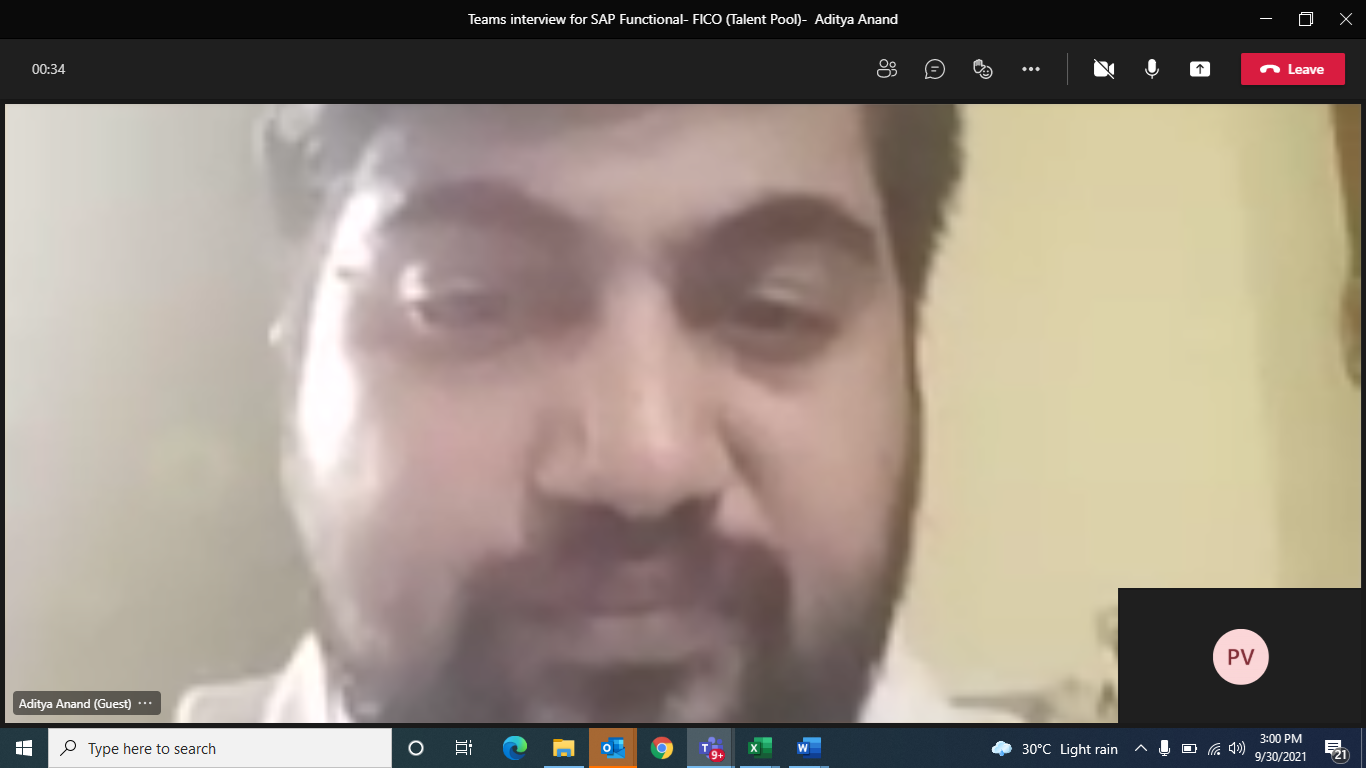 Teams interview for SAP Functional- FICO (Talent Pool)- Aditya Anand
00:34
Leave
PV
Aditya Anand (Guest) ...
Type here to search
9+
30°C Light rain
3:00 PM
9/30/2021
21